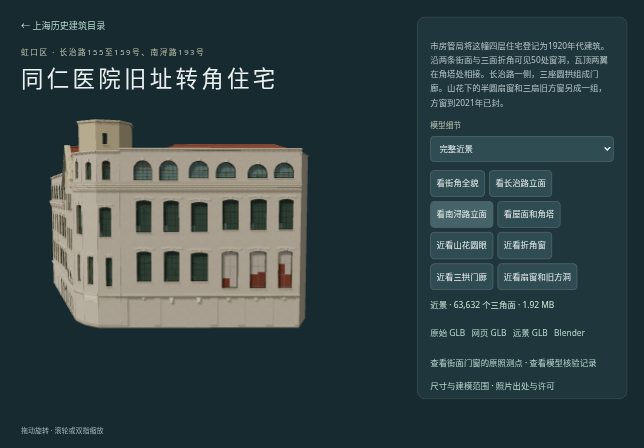 ← 上海历史建筑目录
虹口区 · 长治路155至159号、南浔路193号
同仁医院旧址转角住宅
市房管局将这幢四层住宅登记为1920年代建筑。
沿两条街面与三面折角可见50处窗洞，瓦顶两翼
在角塔处相接。长治路一侧，三座圆拱组成门
廊。山花下的半圆扇窗和三扇旧方窗另成一组，
方窗到2021年已封。
模型细节
完整近景
看街角全貌
看长治路立面
看南浔路立面
看屋面和角塔
近看山花圆眼
近看折角窗
近看三拱门廊
近看扇窗和旧方洞
近景 · 63,632 个三角面 · 1.92 MB
原始 GLB 网页 GLB 远景 GLB Blender
查看街面门窗的原照测点 · 查看模型核验记录
尺寸与建模范围 · 照片出处与许可
拖动旋转 · 滚轮或双指缩放